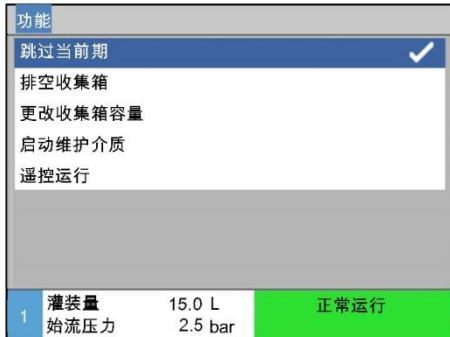 功能
跳过当前期
排空收集箱
更改收集箱容量
启动维护介质
遥控运行
1 灌装量 15.0 L 正常运行
始流压力 2.5 bar